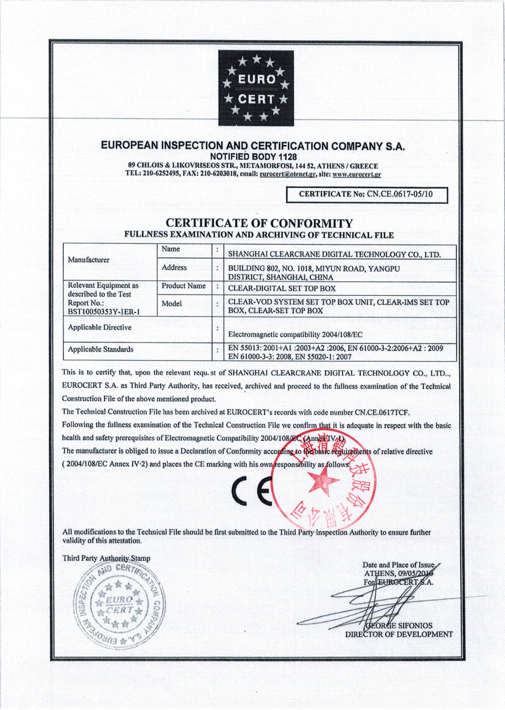 EURO
CERT
EUROPEAN INSPECTION AND CERTIFICATION COMPANY S.A.
NOTIFIED BODY 1128
89 CHLOIS & LIKOVRISEOS STR., METAMORFOSI, 144 52, ATHENS / GREECE
TEL: 210-6252495, FAX: 210-6203018, email: eurocert@otenet.gr, site: www.eurocert.gr
CERTIFICATE No: CN.CE.0617-05/10
CERTIFICATE OF CONFORMITY
FULLNESS EXAMINATION AND ARCHIVING OF TECHNICAL FILE
Manufacturer
Name : SHANGHAI CLEARCRANE DIGITAL TECHNOLOGY CO., LTD.
Address : BUILDING 802, NO. 1018, MIYUN ROAD, YANGPU
DISTRICT, SHANGHAI, CHINA
Relevant Equipment as
described to the Test
Report No.:
BST10050353Y-1ER-1
Product Name : CLEAR-DIGITAL SET TOP BOX
Model : CLEAR-VOD SYSTEM SET TOP BOX UNIT, CLEAR-IMS SET TOP
BOX, CLEAR-SET TOP BOX
Applicable Directive : Electromagnetic compatibility 2004/108/EC
Applicable Standards : EN 55013: 2001+A1 :2003+A2 :2006, EN 61000-3-2:2006+A2 : 2009
EN 61000-3-3: 2008, EN 55020-1: 2007
This is to certify that, upon the relevant requ. st of SHANGHAI CLEARCRANE DIGITAL TECHNOLOGY CO., LTD..,
EUROCERT S.A. as Third Party Authority, has received, archived and proceed to the fullness examination of the Technical
Construction File of the above mentioned product.
The Technical Construction File has been archived at EUROCERT's records with code number CN.CE.0617TCF.
Following the fullness examination of the Technical Construction File we confirm that it is adequate in respect with the basic
health and safety prerequisites of Electromagnetic Compatibility 2004/108/EC (Annex IV-1).
The manufacturer is obliged to issue a Declaration of Conformity according to the basic requirements of relative directive
( 2004/108/EC Annex IV-2) and places the CE marking with his own responsibility as follows:
CE
All modifications to the Technical File should be first submitted to the Third Party Inspection Authority to ensure further
validity of this attestation.
Third Party Authority Stamp
EUROPEAN INSPECTION AND CERTIFICATION COMPANY S.A.
EURO
CERT
Date and Place of Issue
ATHENS, 09/05/2010
For EUROCERT S.A.
GEORGE SIFONIOS
DIRECTOR OF DEVELOPMENT